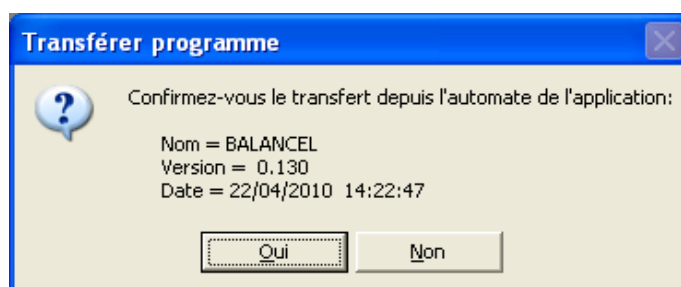 Transférer programme
Confirmez-vous le transfert depuis l'automate de l'application:
Nom = BALANCEL
Version = 0.130
Date = 22/04/2010 14:22:47
Oui
Non